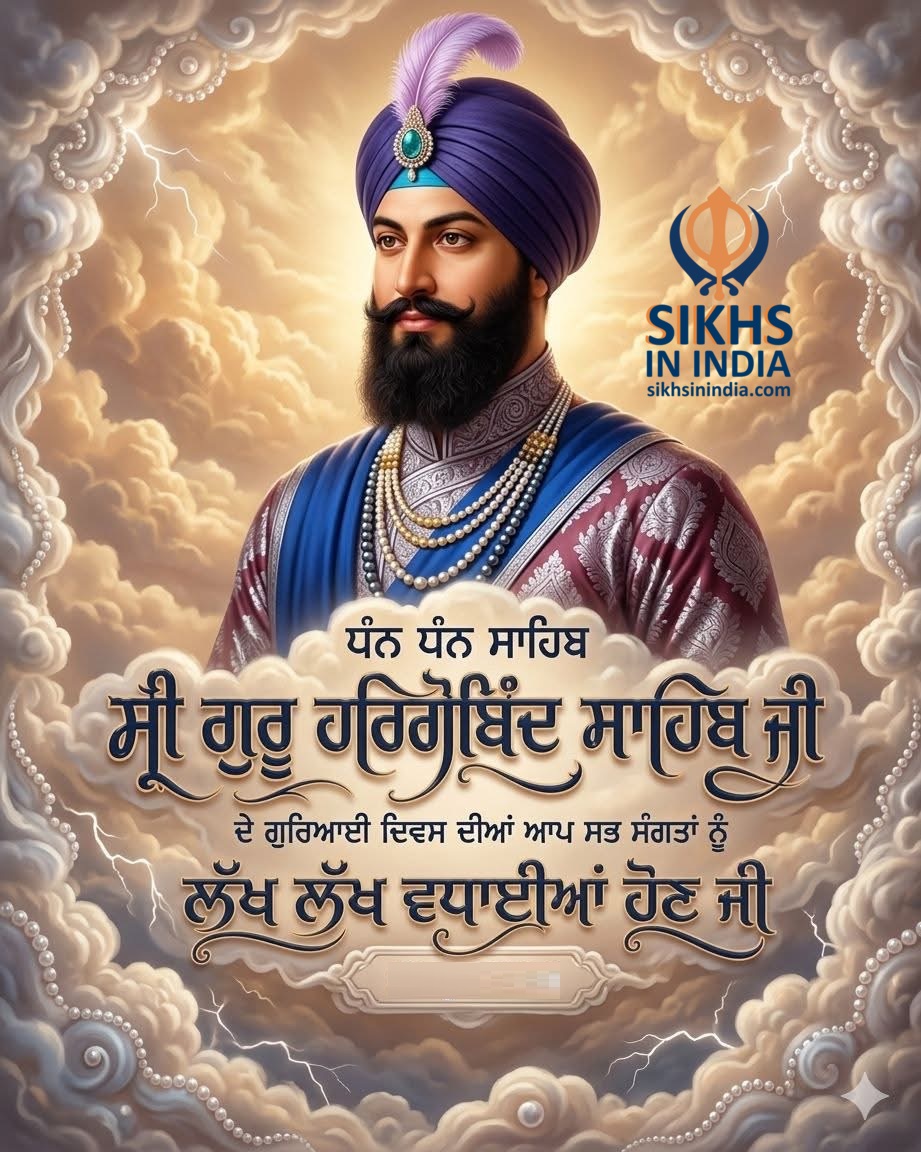 SIKHS
IN INDIA
sikhsinindia.com
ਧੰਨ ਧੰਨ ਸਾਹਿਬ
ਸ੍ਰੀ ਗੁਰੂ ਹਰਿਗੋਬਿੰਦ ਸਾਹਿਬ ਜੀ
ਦੇ ਗੁਰਿਆਈ ਦਿਵਸ ਦੀਆਂ ਆਪ ਸਭ ਸੰਗਤਾਂ ਨੂੰ
ਲੱਖ ਲੱਖ ਵਧਾਈਆਂ ਹੋਣ ਜੀ